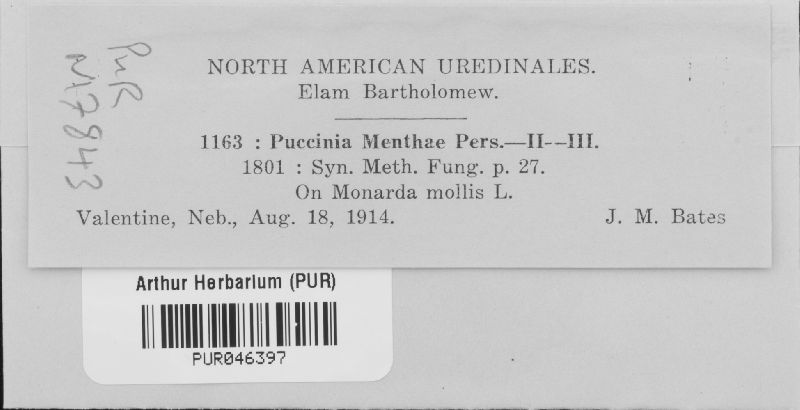 PUR
N17843
NORTH AMERICAN UREDINALES.
Elam Bartholomew.
1163 : Puccinia Menthae Pers.—II--III.
1801 : Syn. Meth. Fung. p. 27.
On Monarda mollis L.
Valentine, Neb., Aug. 18, 1914. J. M. Bates
Arthur Herbarium (PUR)
PUR046397